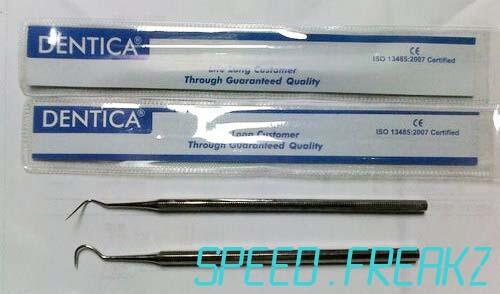 DENTICA®
CE
ISO 13485:2007 Certified
Life Long Customer
Through Guaranteed Quality
DENTICA®
CE
ISO 13485:2007 Certified
Long Customer
Through Guaranteed Quality
SPEED.FREAKZ